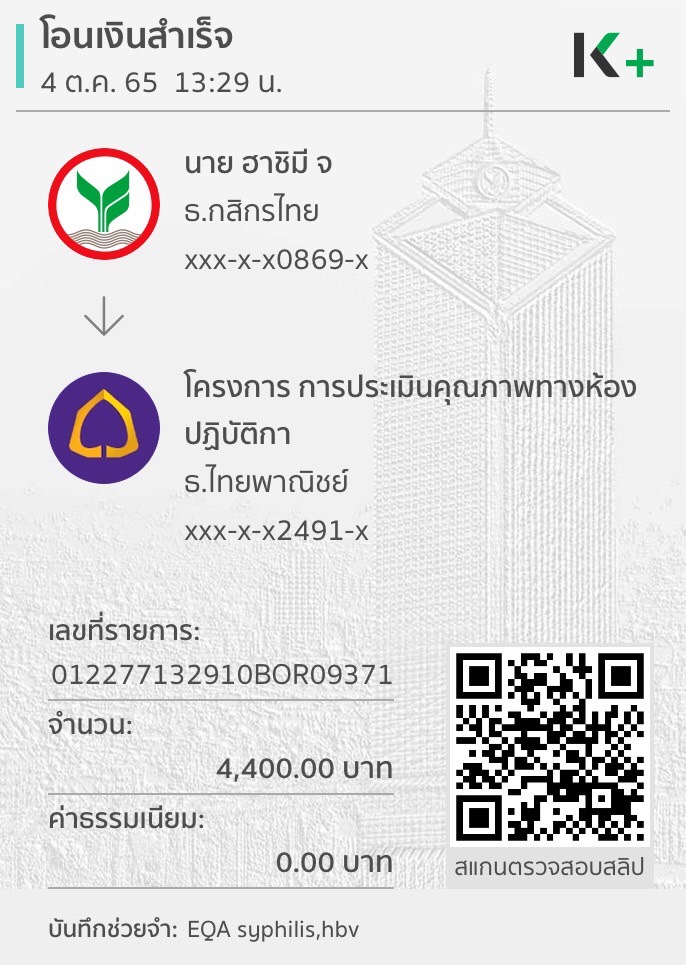 โอนเงินสำเร็จ
4 ต.ค. 65 13:29 น.
K+
นาย ฮาชิมี จ
ธ.กสิกรไทย
xxx-x-x0869-x
โครงการ การประเมินคุณภาพทางห้อง
ปฏิบัติกา
ธ.ไทยพาณิชย์
xxx-x-x2491-x
เลขที่รายการ:
012277132910BOR09371
จำนวน:
4,400.00 บาท
ค่าธรรมเนียม:
0.00 บาท
สแกนตรวจสอบสลิป
บันทึกช่วยจำ: EQA syphilis,hbv